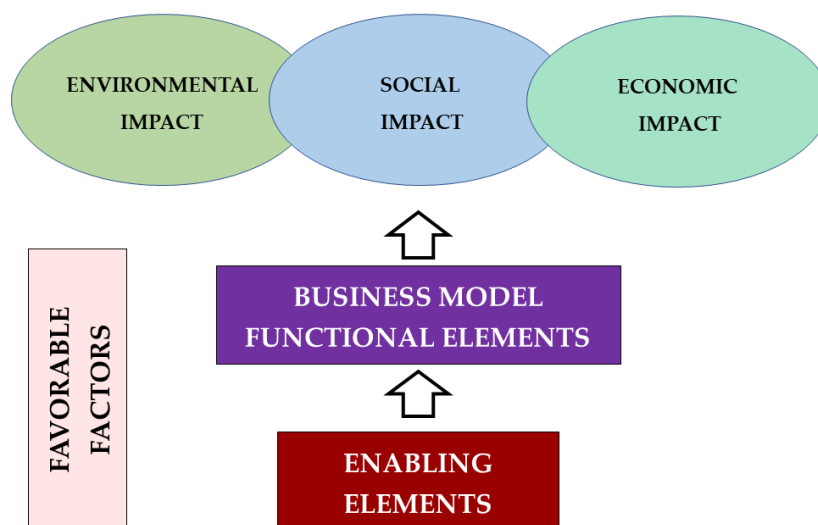 ENVIRONMENTAL
IMPACT
SOCIAL
IMPACT
ECONOMIC
IMPACT
FAVORABLE
FACTORS
BUSINESS MODEL
FUNCTIONAL ELEMENTS
ENABLING
ELEMENTS